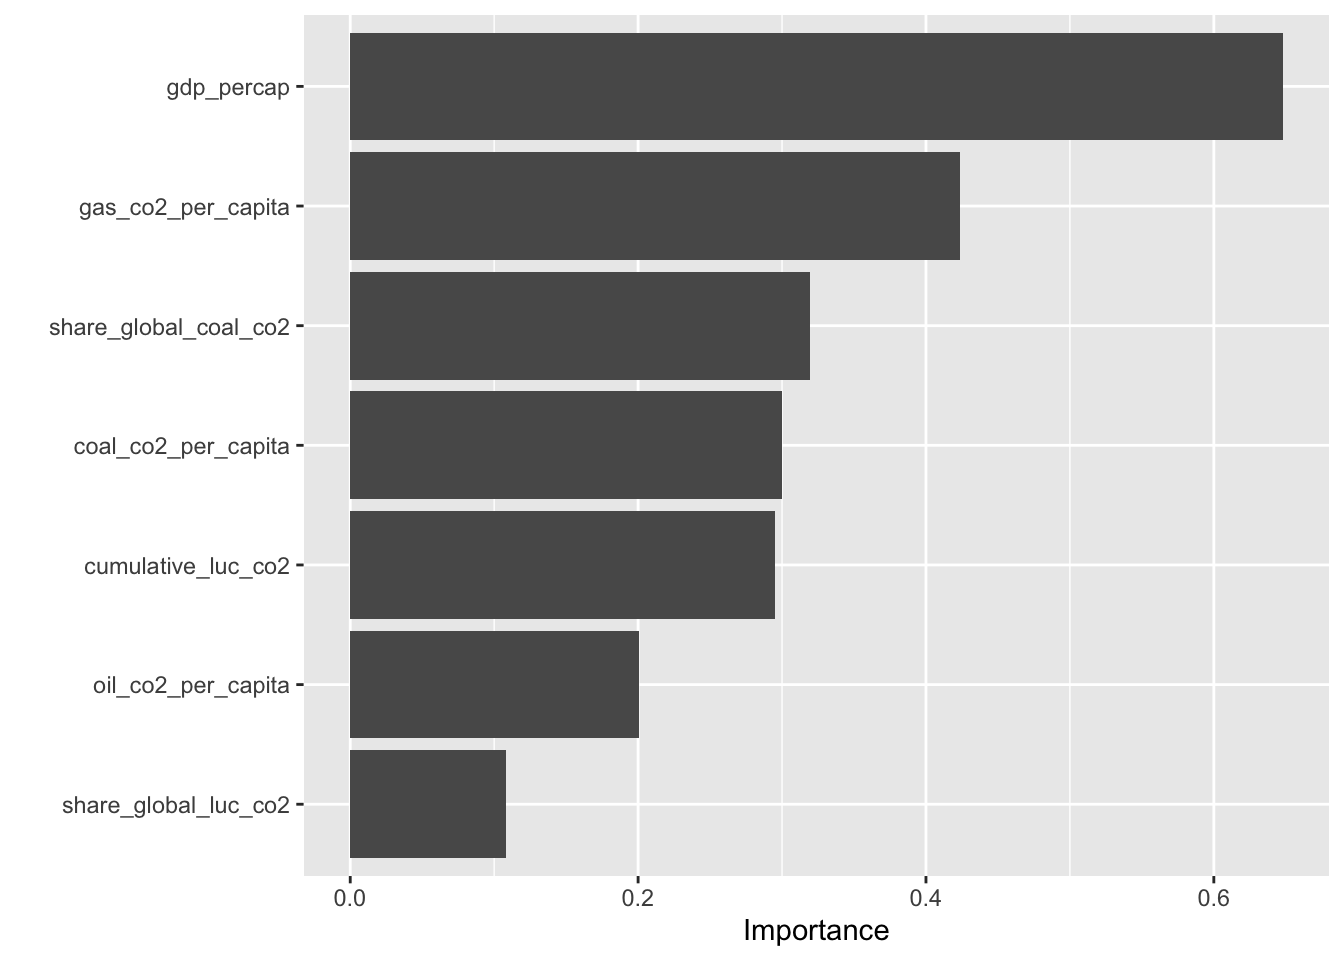 gdp_percap
gas_co2_per_capita
share_global_coal_co2
coal_co2_per_capita
cumulative_luc_co2
oil_co2_per_capita
share_global_luc_co2
0.0 0.2 0.4 0.6
Importance